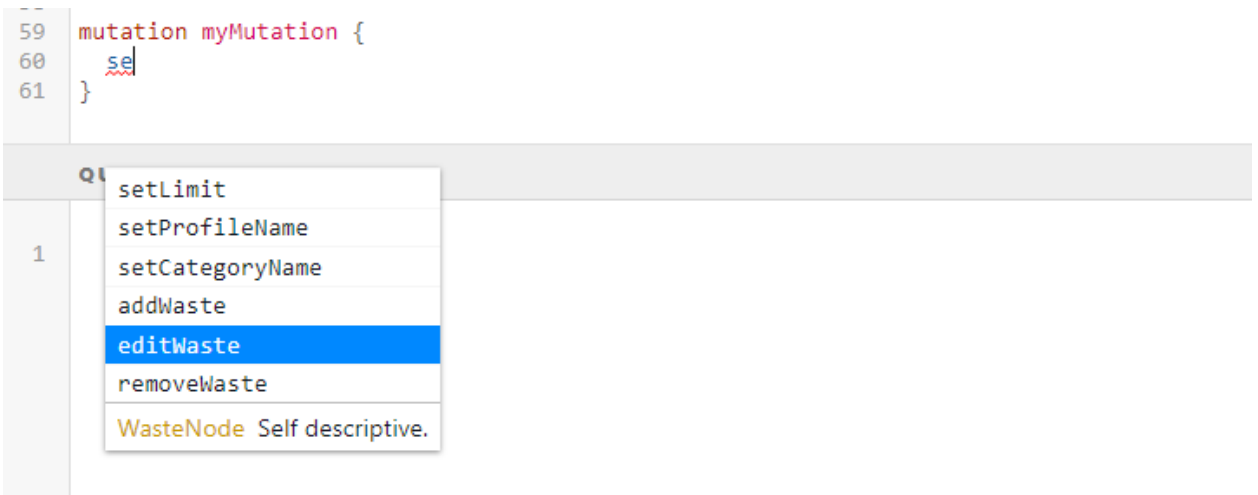 59 mutation myMutation {
60 se
61 }
QU
setLimit
setProfileName
1
setCategoryName
addWaste
editWaste
removeWaste
WasteNode Self descriptive.